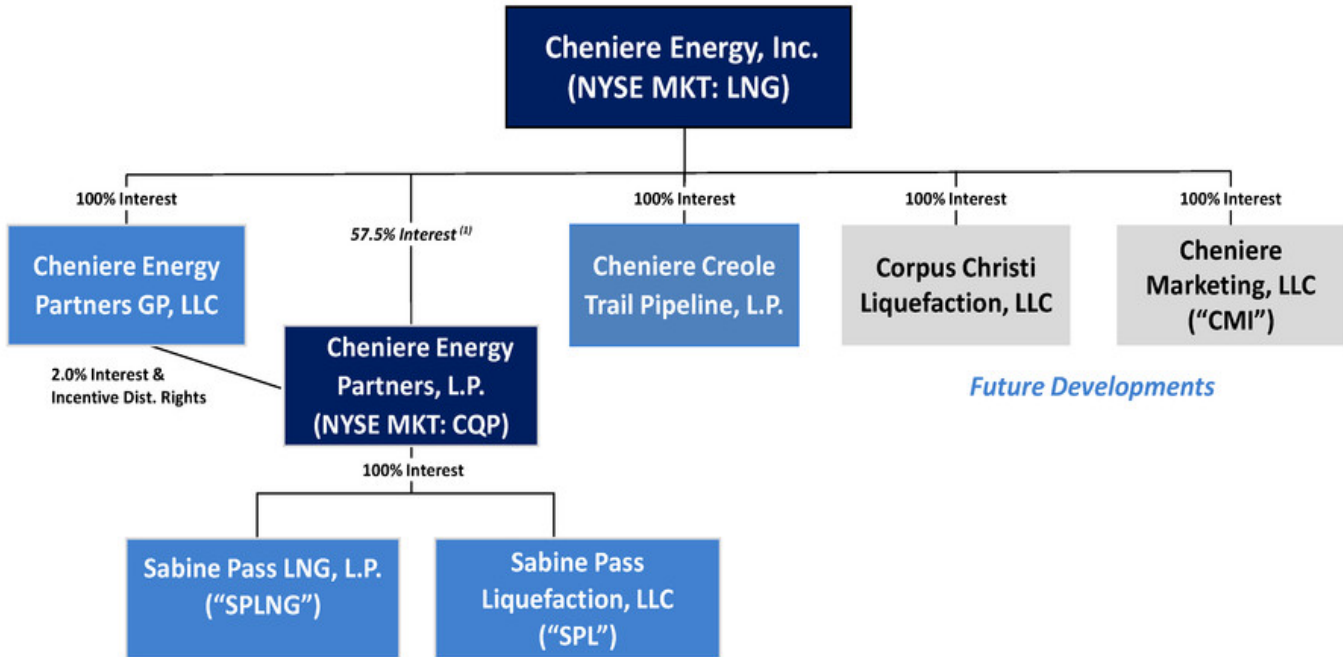 Cheniere Energy, Inc.
(NYSE MKT: LNG)
100% Interest
57.5% Interest (1)
100% Interest
100% Interest
100% Interest
Cheniere Energy
Partners GP, LLC
Cheniere Creole
Trail Pipeline, L.P.
Corpus Christi
Liquefaction, LLC
Cheniere
Marketing, LLC
(“CMI”)
2.0% Interest &
Incentive Dist. Rights
Cheniere Energy
Partners, L.P.
(NYSE MKT: CQP)
Future Developments
100% Interest
Sabine Pass LNG, L.P.
(“SPLNG”)
Sabine Pass
Liquefaction, LLC
(“SPL”)